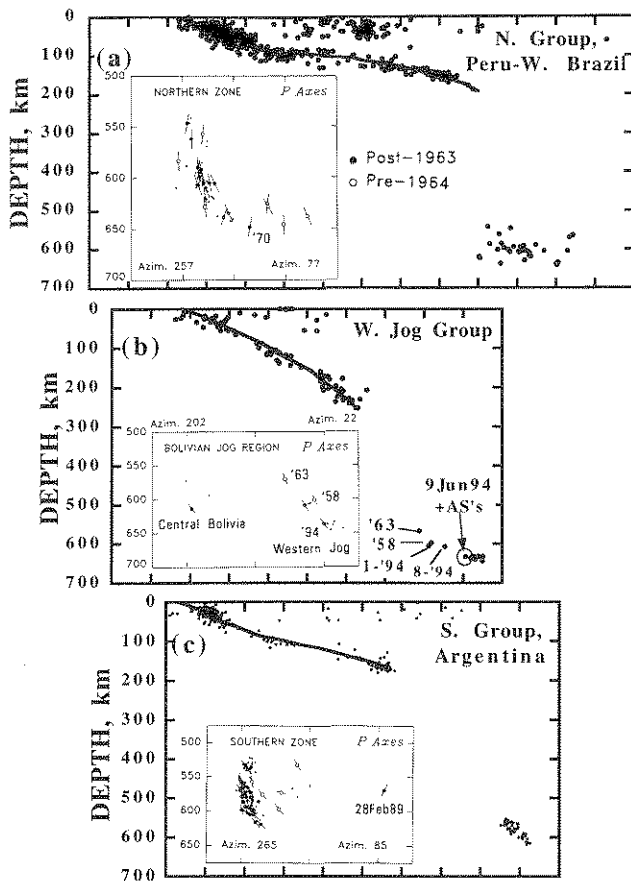 0
100
200
300
400
500
600
700
DEPTH, km
(a)
N. Group,
Peru-W. Brazil
500
550
600
650
700
NORTHERN ZONE P Axes
'70
Azim. 257 Azim. 77
Post-1963
Pre-1964
0
100
200
300
400
500
600
700
DEPTH, km
(b)
W. Jog Group
Azim. 202 Azim. 22
500
550
600
650
700
BOLIVIAN JOG REGION P Axes
'63
'58
'94
Central Bolivia
Western Jog
9Jun94
+AS's
'63
'58
1-'94
8-'94
0
100
200
300
400
500
600
700
DEPTH, km
(c)
S. Group,
Argentina
500
550
600
650
SOUTHERN ZONE P Axes
28Feb89
Azim. 265 Azim. 85